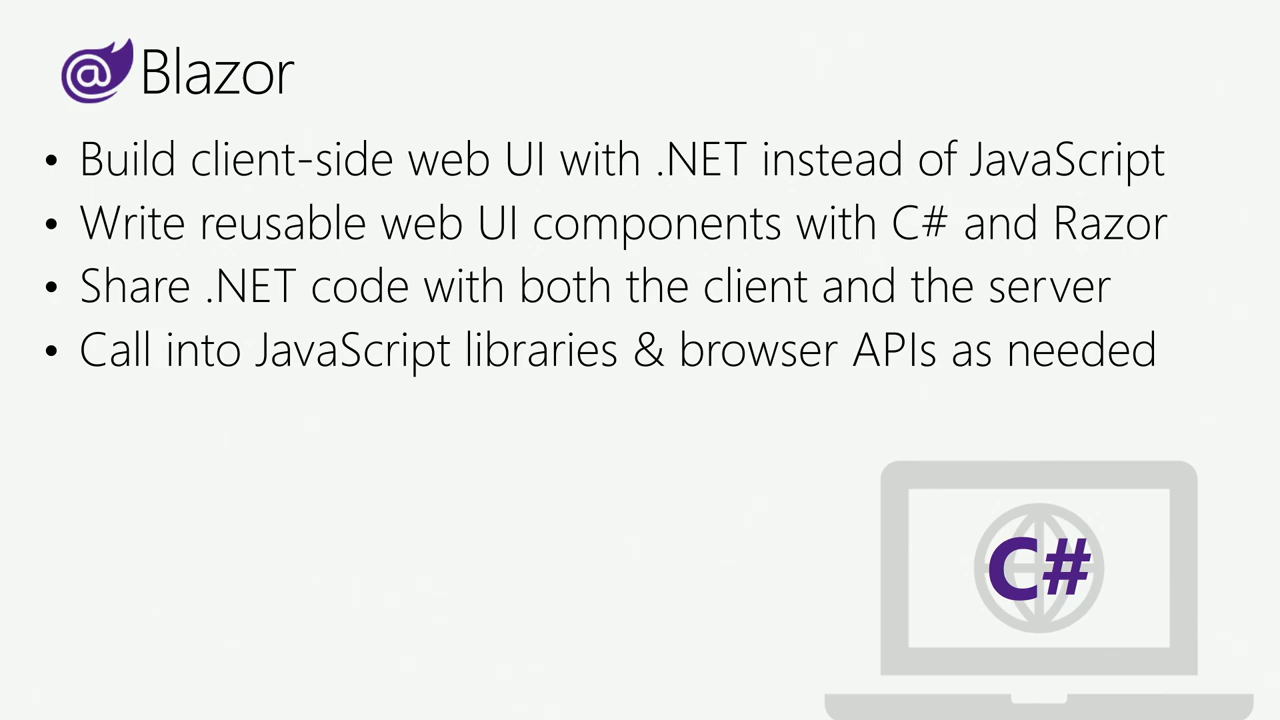 @ Blazor
• Build client-side web UI with .NET instead of JavaScript
• Write reusable web UI components with C# and Razor
• Share .NET code with both the client and the server
• Call into JavaScript libraries & browser APIs as needed
C#